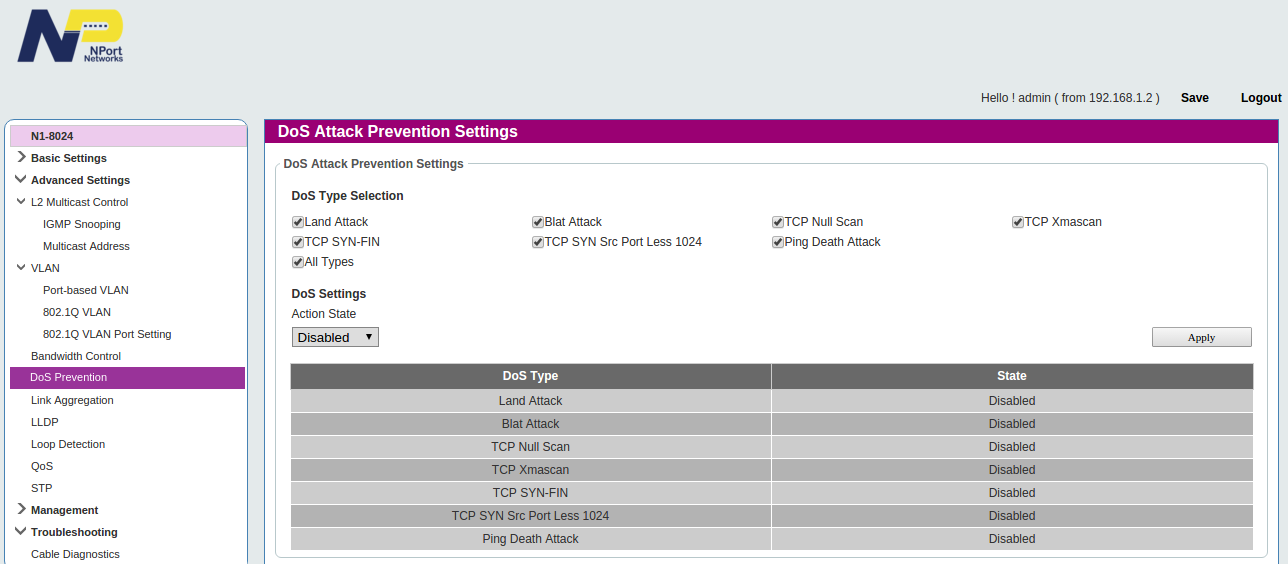 NPort
Networks
Hello ! admin ( from 192.168.1.2 ) Save Logout
N1-8024
Basic Settings
Advanced Settings
L2 Multicast Control
IGMP Snooping
Multicast Address
VLAN
Port-based VLAN
802.1Q VLAN
802.1Q VLAN Port Setting
Bandwidth Control
DoS Prevention
Link Aggregation
LLDP
Loop Detection
QoS
STP
Management
Troubleshooting
Cable Diagnostics
DoS Attack Prevention Settings
DoS Attack Prevention Settings
DoS Type Selection
Land Attack Blat Attack TCP Null Scan TCP Xmascan
TCP SYN-FIN TCP SYN Src Port Less 1024 Ping Death Attack
All Types
DoS Settings
Action State
Disabled Apply
DoS Type State
Land Attack Disabled
Blat Attack Disabled
TCP Null Scan Disabled
TCP Xmascan Disabled
TCP SYN-FIN Disabled
TCP SYN Src Port Less 1024 Disabled
Ping Death Attack Disabled